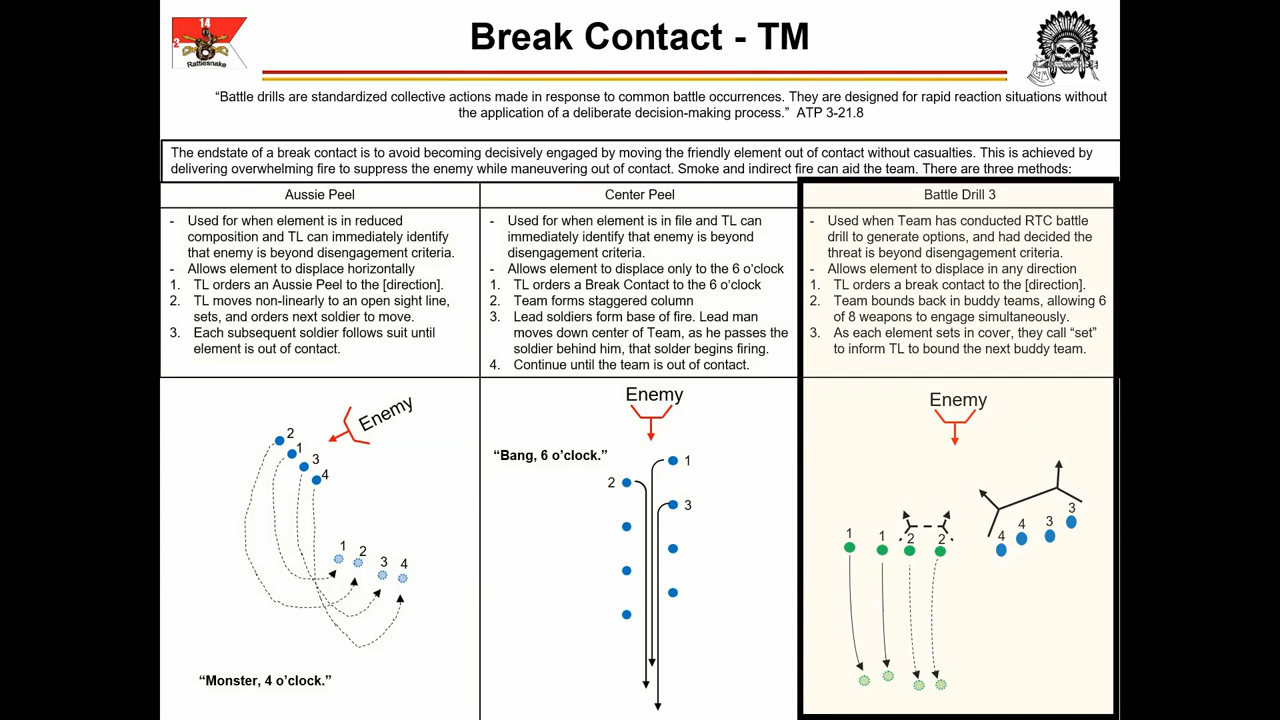 14
2
Rattlesnake
Break Contact - TM
“Battle drills are standardized collective actions made in response to common battle occurrences. They are designed for rapid reaction situations without
the application of a deliberate decision-making process.” ATP 3-21.8
The endstate of a break contact is to avoid becoming decisively engaged by moving the friendly element out of contact without casualties. This is achieved by
delivering overwhelming fire to suppress the enemy while maneuvering out of contact. Smoke and indirect fire can aid the team. There are three methods:
Aussie Peel
- Used for when element is in reduced
composition and TL can immediately identify
that enemy is beyond disengagement criteria.
- Allows element to displace horizontally
1. TL orders an Aussie Peel to the [direction].
2. TL moves non-linearly to an open sight line,
sets, and orders next soldier to move.
3. Each subsequent soldier follows suit until
element is out of contact.
Center Peel
- Used for when element is in file and TL can
immediately identify that enemy is beyond
disengagement criteria.
- Allows element to displace only to the 6 o’clock
1. TL orders a Break Contact to the 6 o’clock
2. Team forms staggered column
3. Lead soldiers form base of fire. Lead man
moves down center of Team, as he passes the
soldier behind him, that solder begins firing.
4. Continue until the team is out of contact.
Battle Drill 3
- Used when Team has conducted RTC battle
drill to generate options, and had decided the
threat is beyond disengagement criteria.
- Allows element to displace in any direction
1. TL orders a break contact to the [direction].
2. Team bounds back in buddy teams, allowing 6
of 8 weapons to engage simultaneously.
3. As each element sets in cover, they call “set”
to inform TL to bound the next buddy team.
Enemy
2
1
3
4
1 2 3 4
“Monster, 4 o’clock.”
Enemy
“Bang, 6 o’clock.”
1
2
3
Enemy
1 1 2 2
4 4 3 3